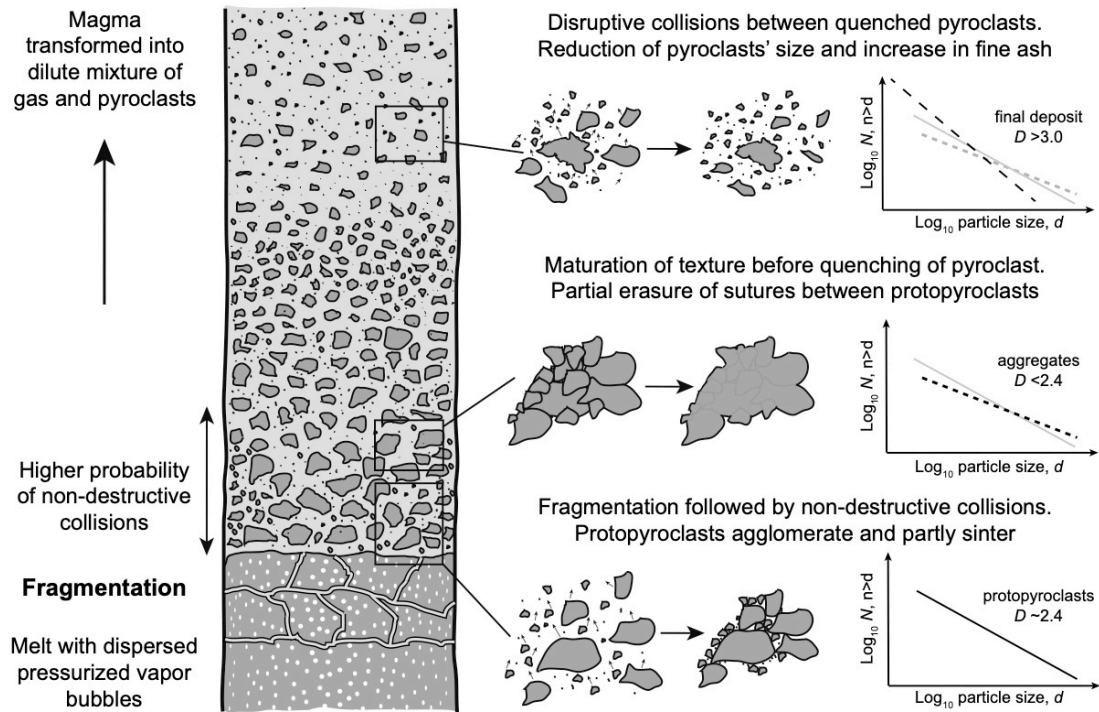 Magma
transformed into
dilute mixture of
gas and pyroclasts
Higher probability
of non-destructive
collisions
Fragmentation
Melt with dispersed
pressurized vapor
bubbles
Disruptive collisions between quenched pyroclasts.
Reduction of pyroclasts' size and increase in fine ash
Log₁₀ N, n>d
final deposit
D >3.0
Log₁₀ particle size, d
Maturation of texture before quenching of pyroclast.
Partial erasure of sutures between protopyroclasts
Log₁₀ N, n>d
aggregates
D <2.4
Log₁₀ particle size, d
Fragmentation followed by non-destructive collisions.
Protopyroclasts agglomerate and partly sinter
Log₁₀ N, n>d
protopyroclasts
D ~2.4
Log₁₀ particle size, d